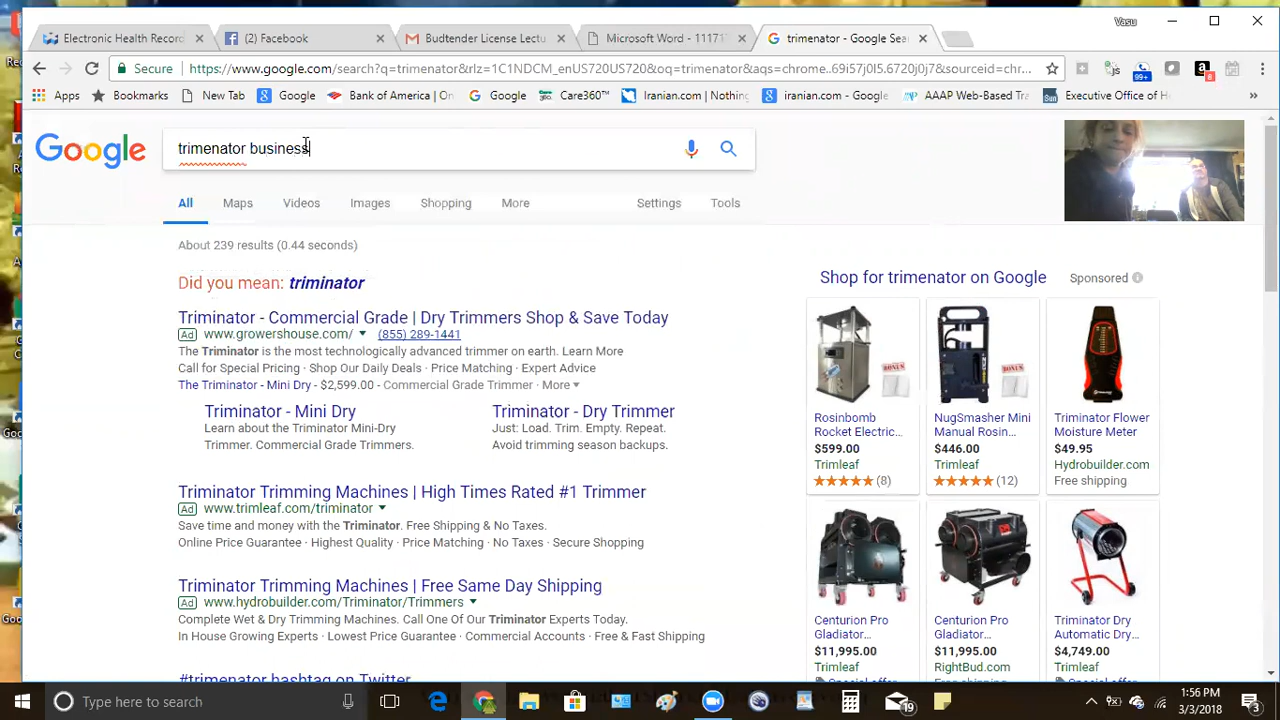 Vasu
Electronic Health Record
(2) Facebook
Budtender License Lectu
Microsoft Word - 11171
trimenator - Google Sea
Secure
https://www.google.com/search?q=trimenator&rlz=1C1NDCM_enUS720US720&oq=trimenator&aqs=chrome..69i57j0l5.6720j0j7&sourceid=chr...
99+
6
Apps
Bookmarks
New Tab
Google
Bank of America | On
Google
Care360™
Iranian.com | Nothing
iranian.com - Google
AAAP Web-Based Tra
Executive Office of He
»
Google
trimenator business
All
Maps
Videos
Images
Shopping
More
Settings
Tools
About 239 results (0.44 seconds)
Did you mean: triminator
Triminator - Commercial Grade | Dry Trimmers Shop & Save Today
Ad www.growershouse.com/ (855) 289-1441
The Triminator is the most technologically advanced trimmer on earth. Learn More
Call for Special Pricing · Shop Our Daily Deals · Price Matching · Expert Advice
The Triminator - Mini Dry - $2,599.00 - Commercial Grade Trimmer - More
Triminator - Mini Dry
Learn about the Triminator Mini-Dry
Trimmer. Commercial Grade Trimmers.
Triminator - Dry Trimmer
Just: Load. Trim. Empty. Repeat.
Avoid trimming season backups.
Triminator Trimming Machines | High Times Rated #1 Trimmer
Ad www.trimleaf.com/triminator
Save time and money with the Triminator. Free Shipping & No Taxes.
Online Price Guarantee · Highest Quality · Price Matching · Secure Shopping
Triminator Trimming Machines | Free Same Day Shipping
Ad www.hydrobuilder.com/Triminator/Trimmers
Complete Wet & Dry Trimming Machines. Call One of Our Triminator Experts Today.
In House Growing Experts · Lowest Price Guarantee · Commercial Accounts · Free & Fast Shipping
#trimenator hashtag on Twitter
Shop for trimenator on Google
Sponsored
BONUS
Rosinbomb
Rocket Electric...
$599.00
Trimleaf
(8)
BONUS
NugSmasher Mini
Manual Rosin...
$446.00
Trimleaf
(12)
Triminator Flower
Moisture Meter
$49.95
Hydrobuilder.com
Free shipping
Centurion Pro
Gladiator...
$11,995.00
Trimleaf
Special offer
Centurion Pro
Gladiator...
$11,995.00
RightBud.com
Free shipping
Triminator Dry
Automatic Dry...
$4,749.00
Trimleaf
Special offer
Type here to search
19
1:56 PM
3/3/2018
3